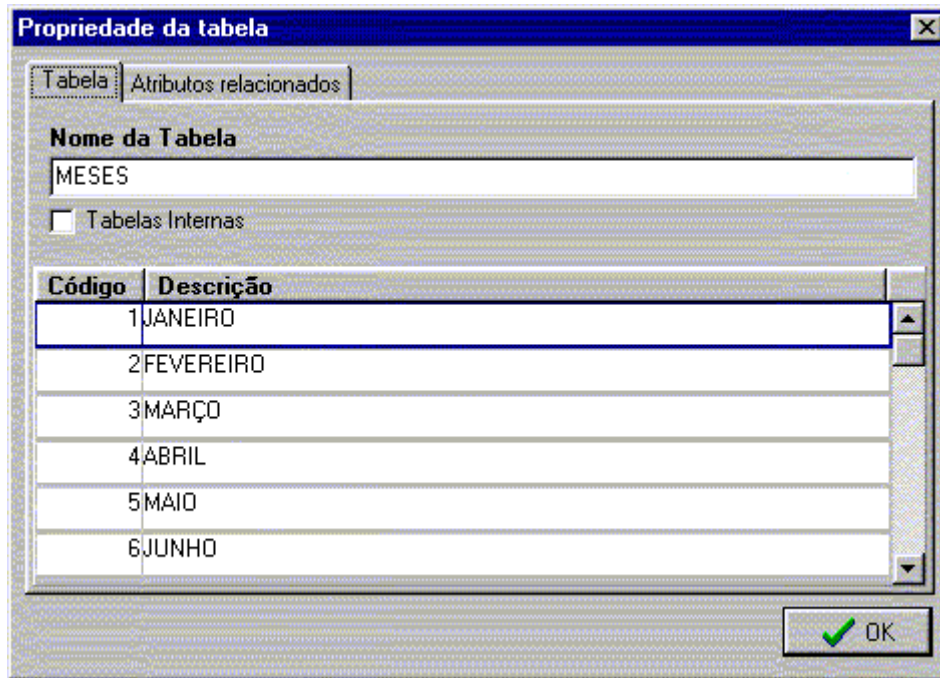 Propriedade da tabela
Tabela Atributos relacionados
Nome da Tabela
MESES
Tabelas Internas
Código Descrição
1 JANEIRO
2 FEVEREIRO
3 MARÇO
4 ABRIL
5 MAIO
6 JUNHO
OK